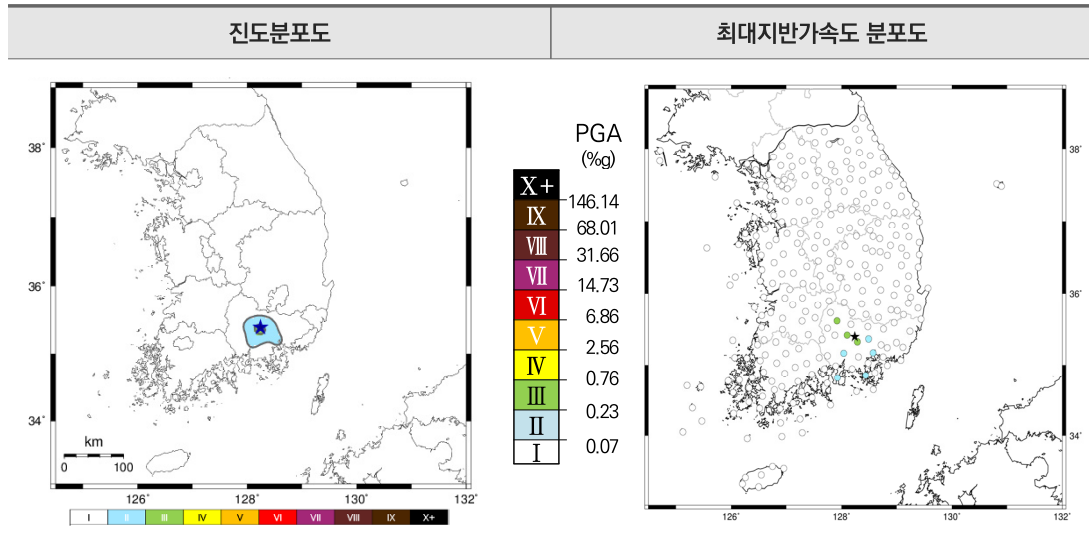 진도분포도
최대지반가속도 분포도
38˚
36˚
34˚
km
0 100
126˚ 128˚ 130˚ 132˚
I II III IV V VI VII VIII IX X+
PGA
(%g)
X+
IX
VIII
VII
VI
V
IV
III
II
I
146.14
68.01
31.66
14.73
6.86
2.56
0.76
0.23
0.07
38˚
36˚
34˚
126˚ 128˚ 130˚ 132˚